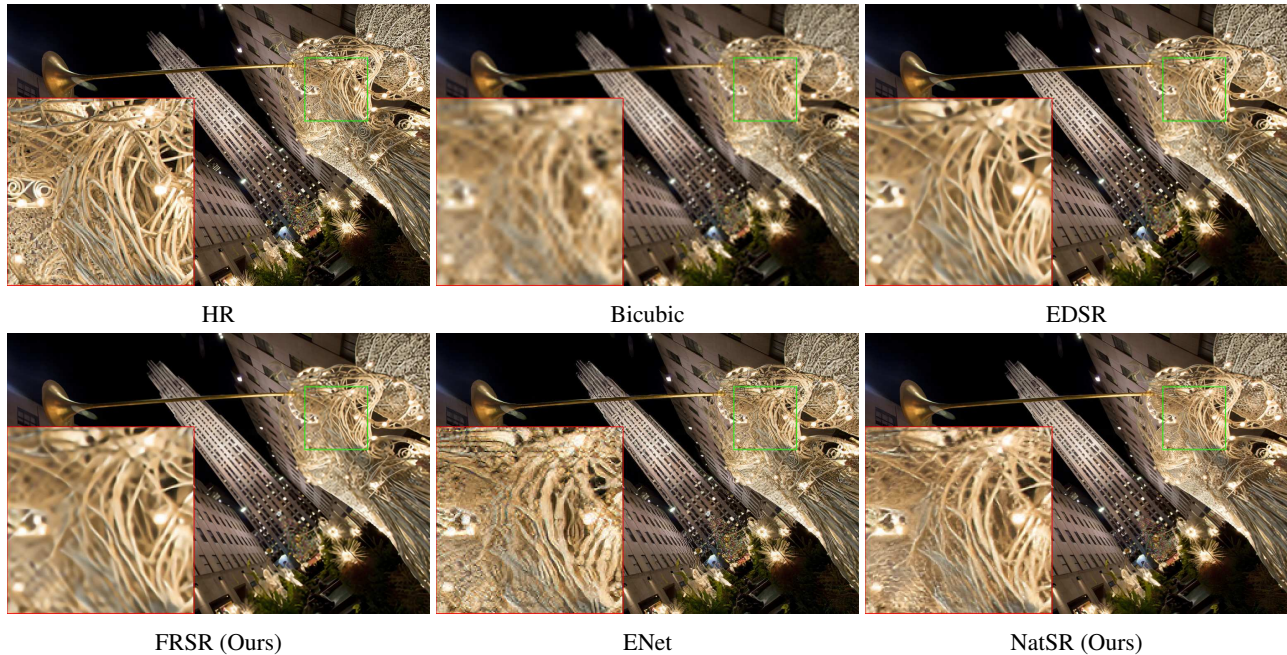 HR
Bicubic
EDSR
FRSR (Ours)
ENet
NatSR (Ours)